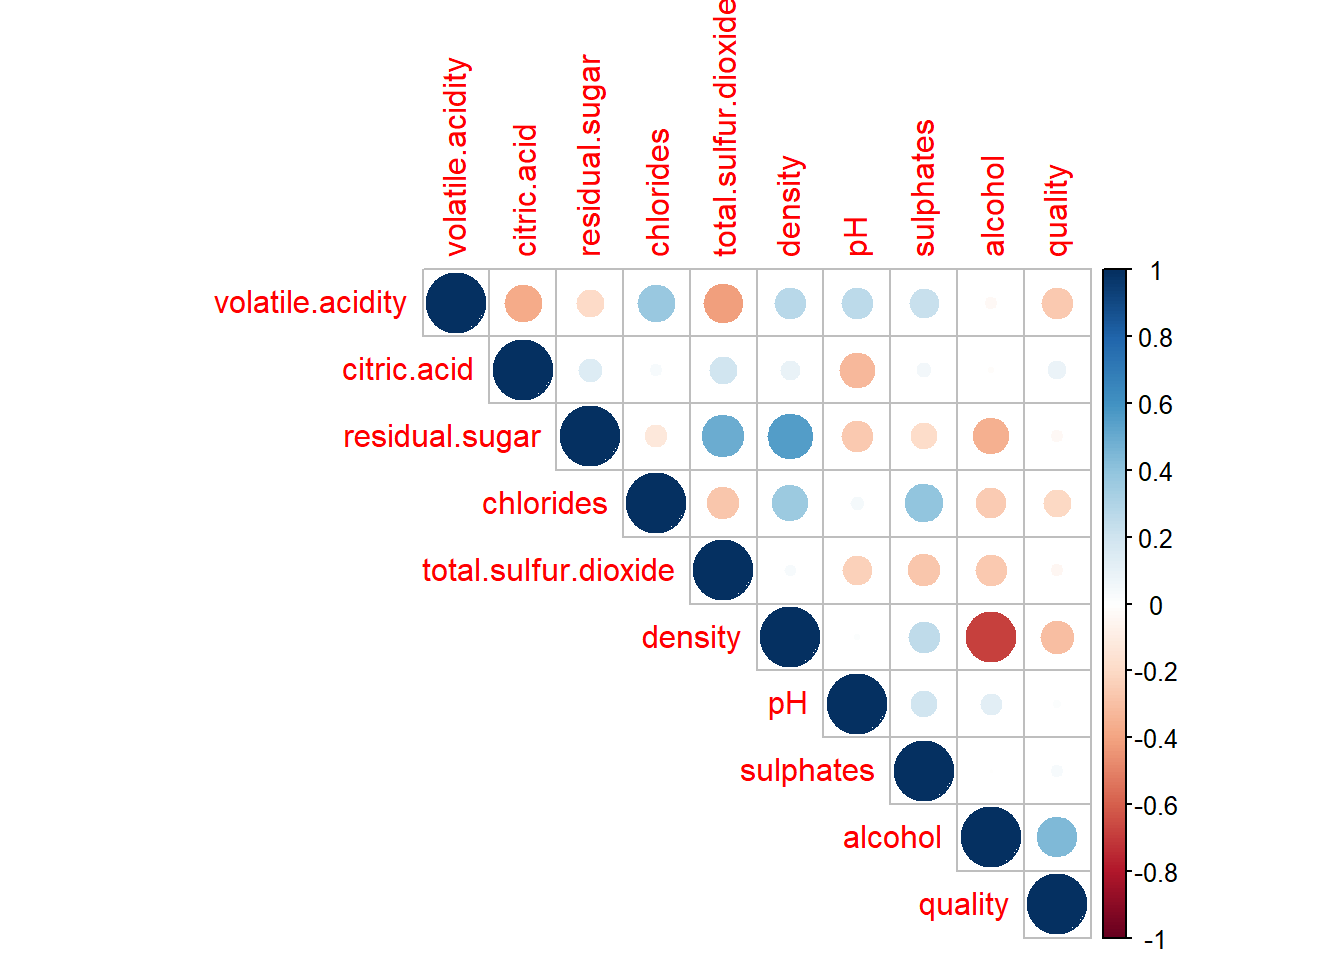 volatile.acidity
citric.acid
residual.sugar
chlorides
total.sulfur.dioxide
density
pH
sulphates
alcohol
quality
volatile.acidity
citric.acid
residual.sugar
chlorides
total.sulfur.dioxide
density
pH
sulphates
alcohol
quality
1
0.8
0.6
0.4
0.2
0
-0.2
-0.4
-0.6
-0.8
-1